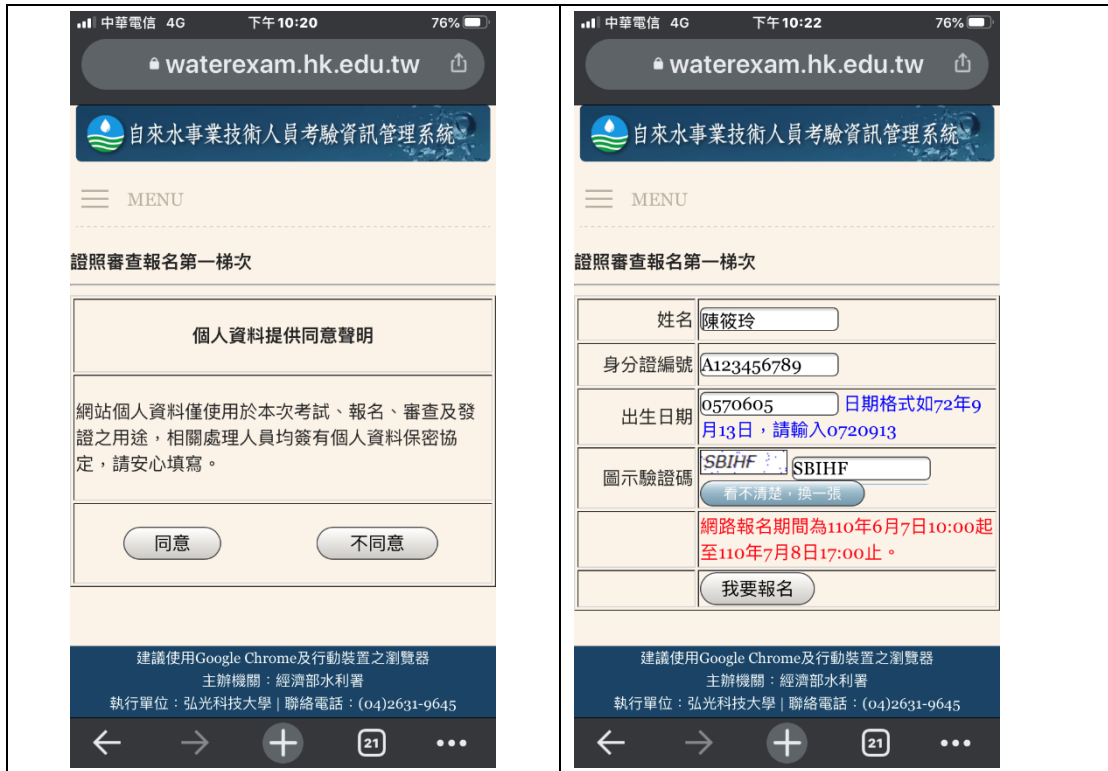 中華電信 4G 下午10:20 76%
waterexam.hk.edu.tw
自來水事業技術人員考驗資訊管理系統
MENU
證照審查報名第一梯次
個人資料提供同意聲明
網站個人資料僅使用於本次考試、報名、審查及發
證之用途，相關處理人員均簽有個人資料保密協
定，請安心填寫。
同意 不同意
建議使用Google Chrome及行動裝置之瀏覽器
主辦機關：經濟部水利署
執行單位：弘光科技大學 | 聯絡電話：(04)2631-9645
21
中華電信 4G 下午10:22 76%
waterexam.hk.edu.tw
自來水事業技術人員考驗資訊管理系統
MENU
證照審查報名第一梯次
姓名 陳筱玲
身分證編號 A123456789
出生日期 0570605 日期格式如72年9
月13日，請輸入0720913
圖示驗證碼 SBIHF SBIHF
看不清楚，換一張
網路報名期間為110年6月7日10:00起
至110年7月8日17:00止。
我要報名
建議使用Google Chrome及行動裝置之瀏覽器
主辦機關：經濟部水利署
執行單位：弘光科技大學 | 聯絡電話：(04)2631-9645
21